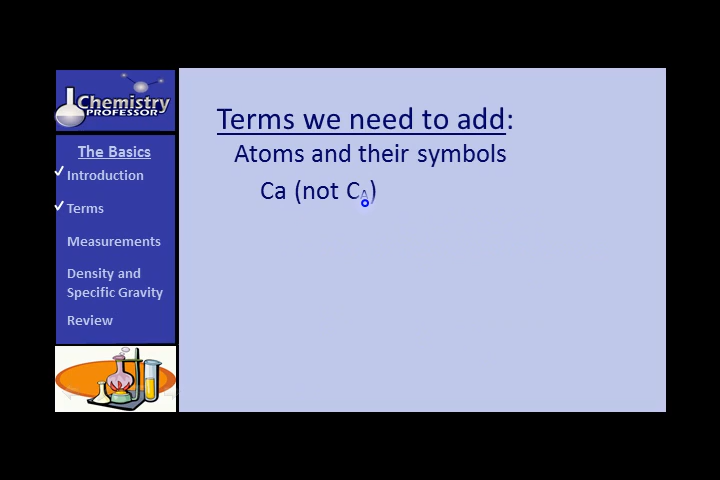 Chemistry
PROFESSOR
The Basics
Introduction
Terms
Measurements
Density and
Specific Gravity
Review
Terms we need to add:
Atoms and their symbols
Ca (not CA)